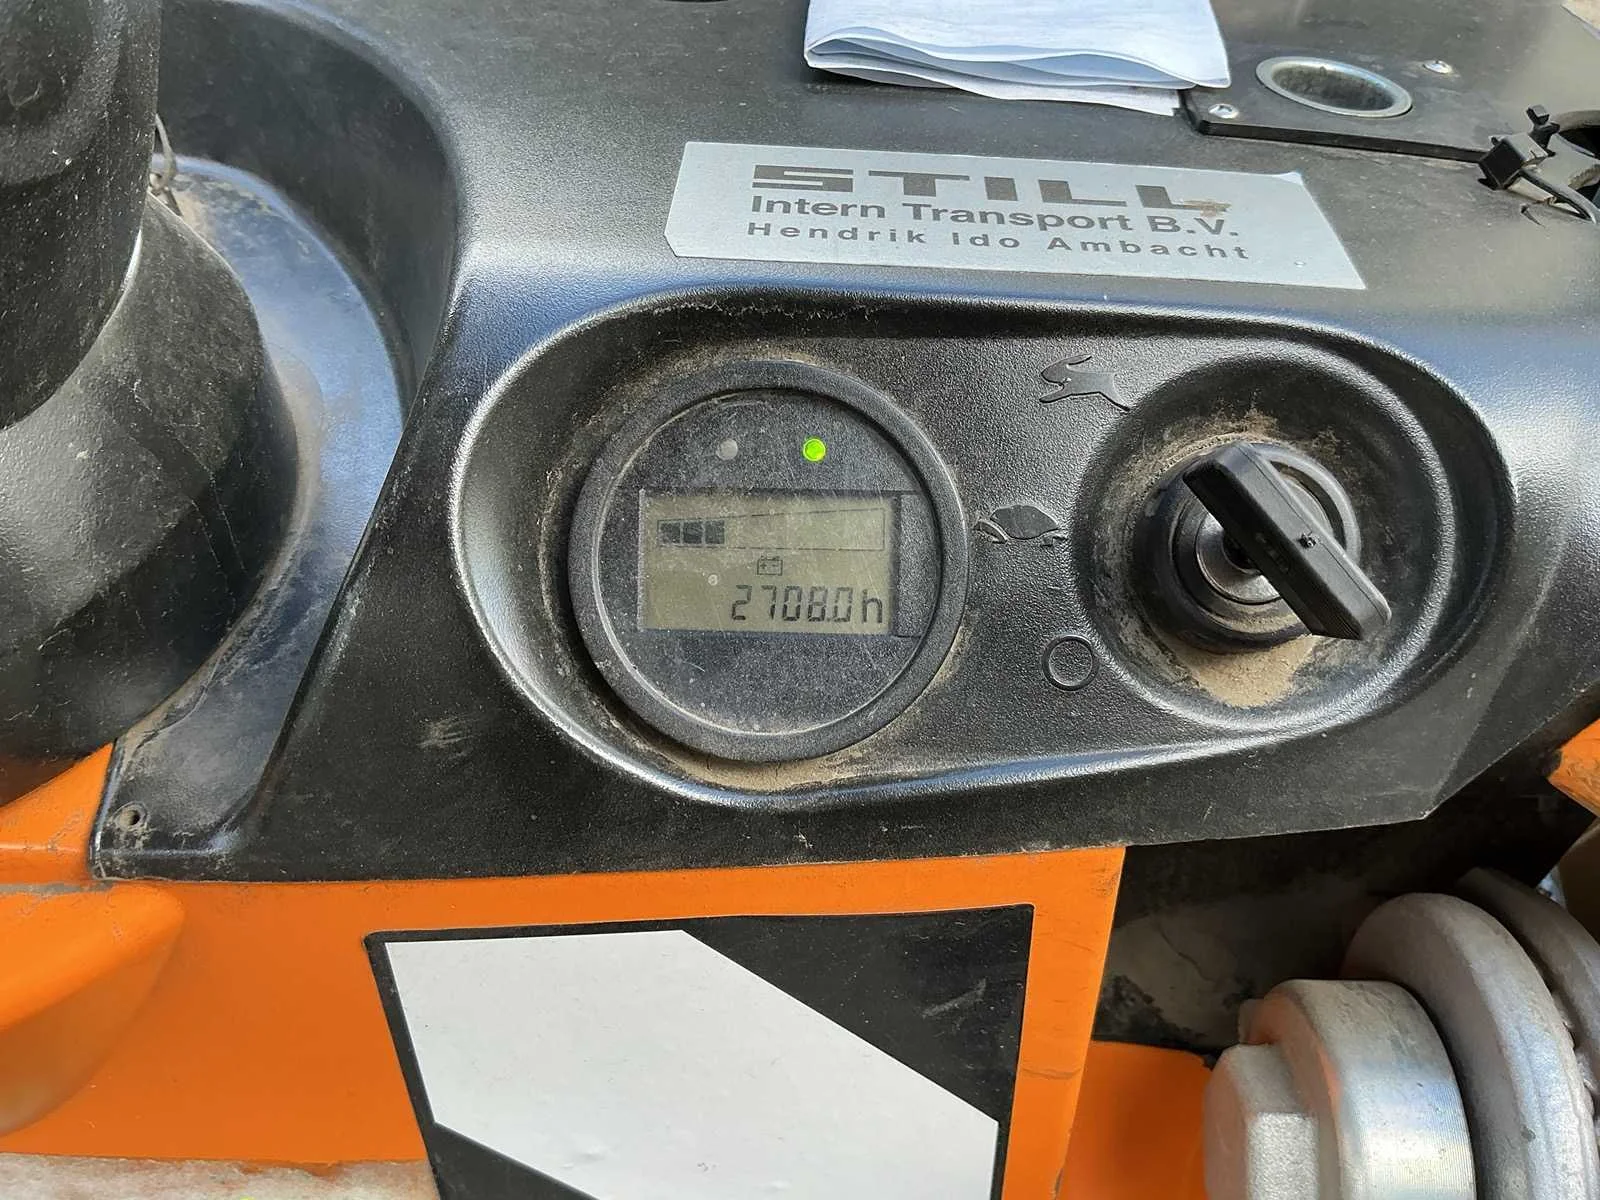 STILL
Intern Transport B.V.
Hendrik Ido Ambacht
2708.0h